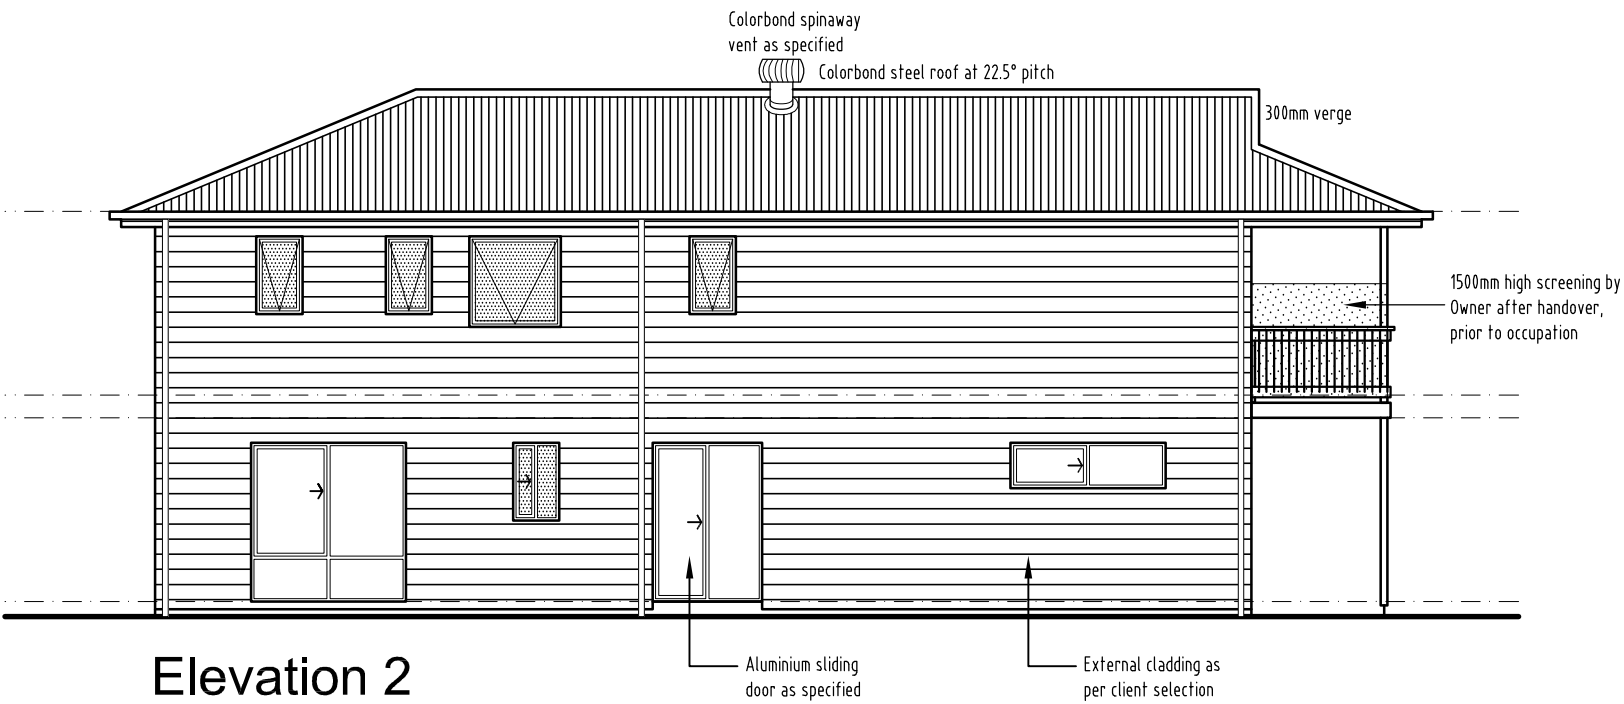 Colorbond spinaway
vent as specified
Colorbond steel roof at 22.5° pitch
300mm verge
1500mm high screening by
Owner after handover,
prior to occupation
Aluminium sliding
door as specified
External cladding as
per client selection
Elevation 2